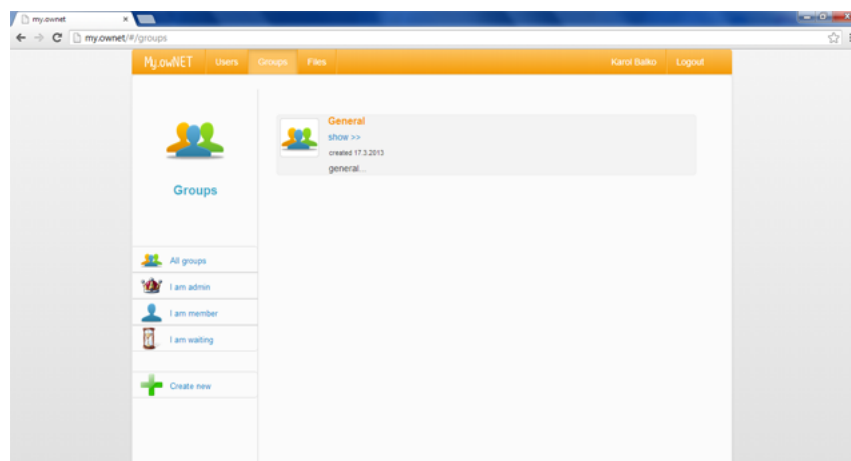 my.ownet
my.ownet/#/groups
My.owNET Users Groups Files Karol Balko Logout
General
show >>
created 17.3.2013
general...
Groups
All groups
I am admin
I am member
I am waiting
Create new